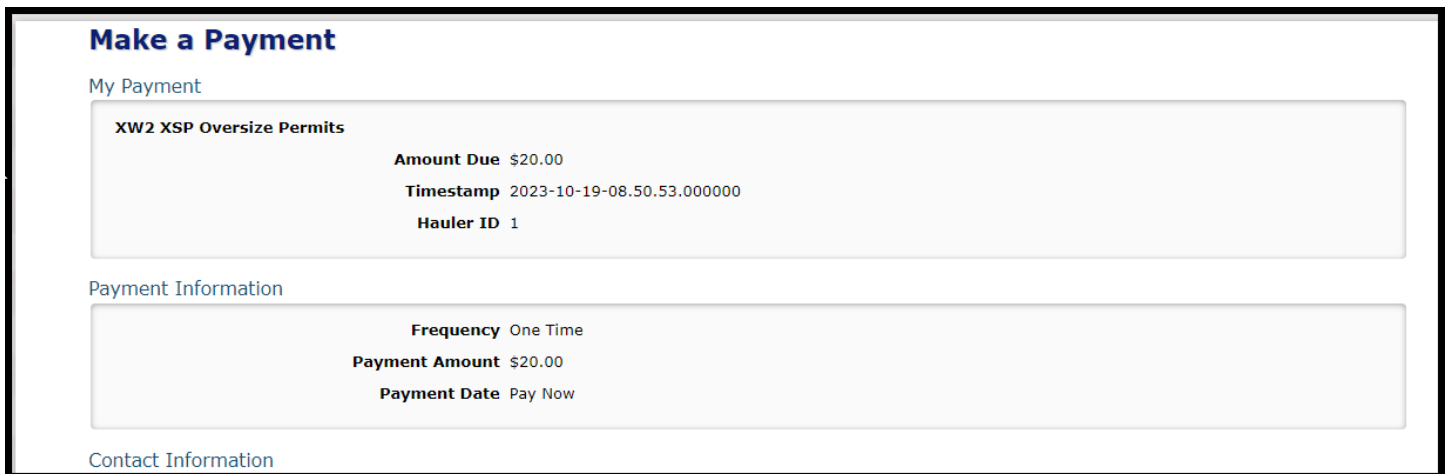 Make a Payment
My Payment
XW2 XSP Oversize Permits
Amount Due $20.00
Timestamp 2023-10-19-08.50.53.000000
Hauler ID 1
Payment Information
Frequency One Time
Payment Amount $20.00
Payment Date Pay Now
Contact Information